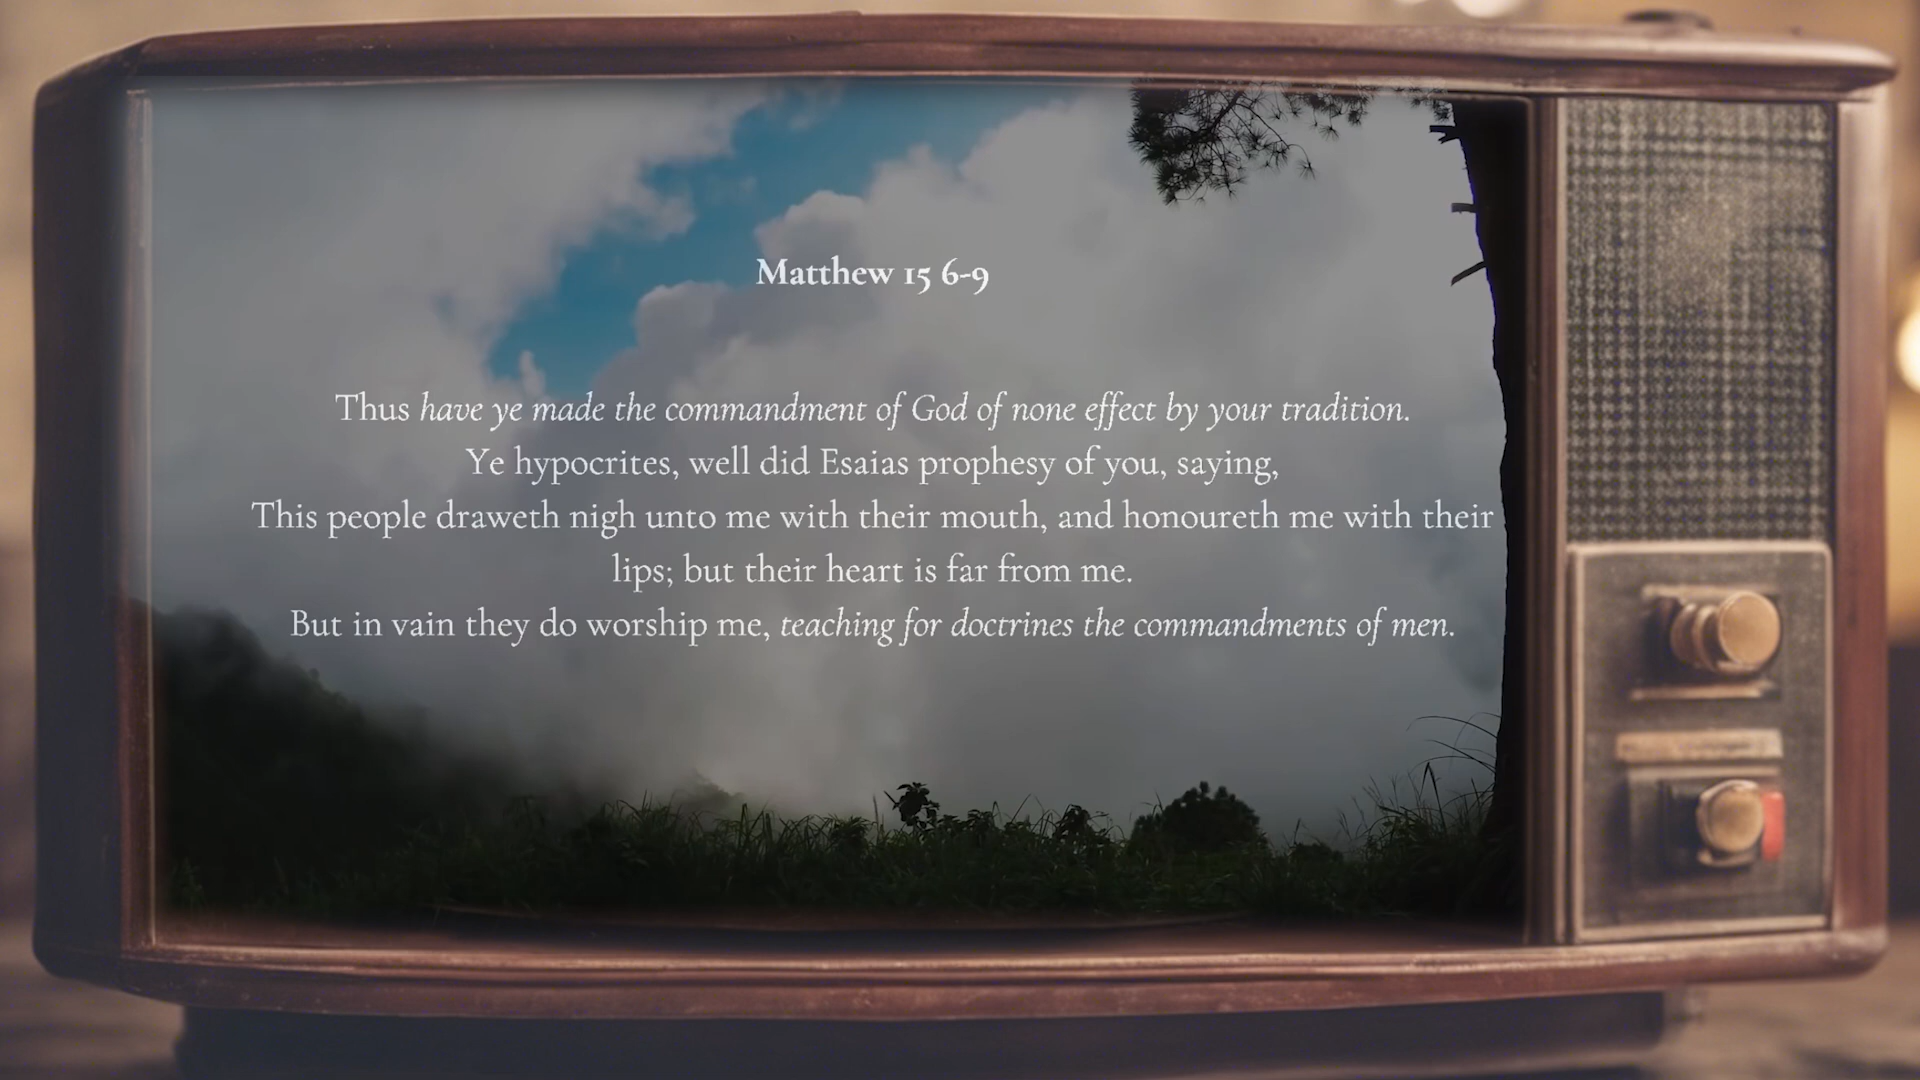 Matthew 15 6-9
Thus have ye made the commandment of God of none effect by your tradition.
Ye hypocrites, well did Esaias prophesy of you, saying,
This people draweth nigh unto me with their mouth, and honoureth me with their
lips; but their heart is far from me.
But in vain they do worship me, teaching for doctrines the commandments of men.